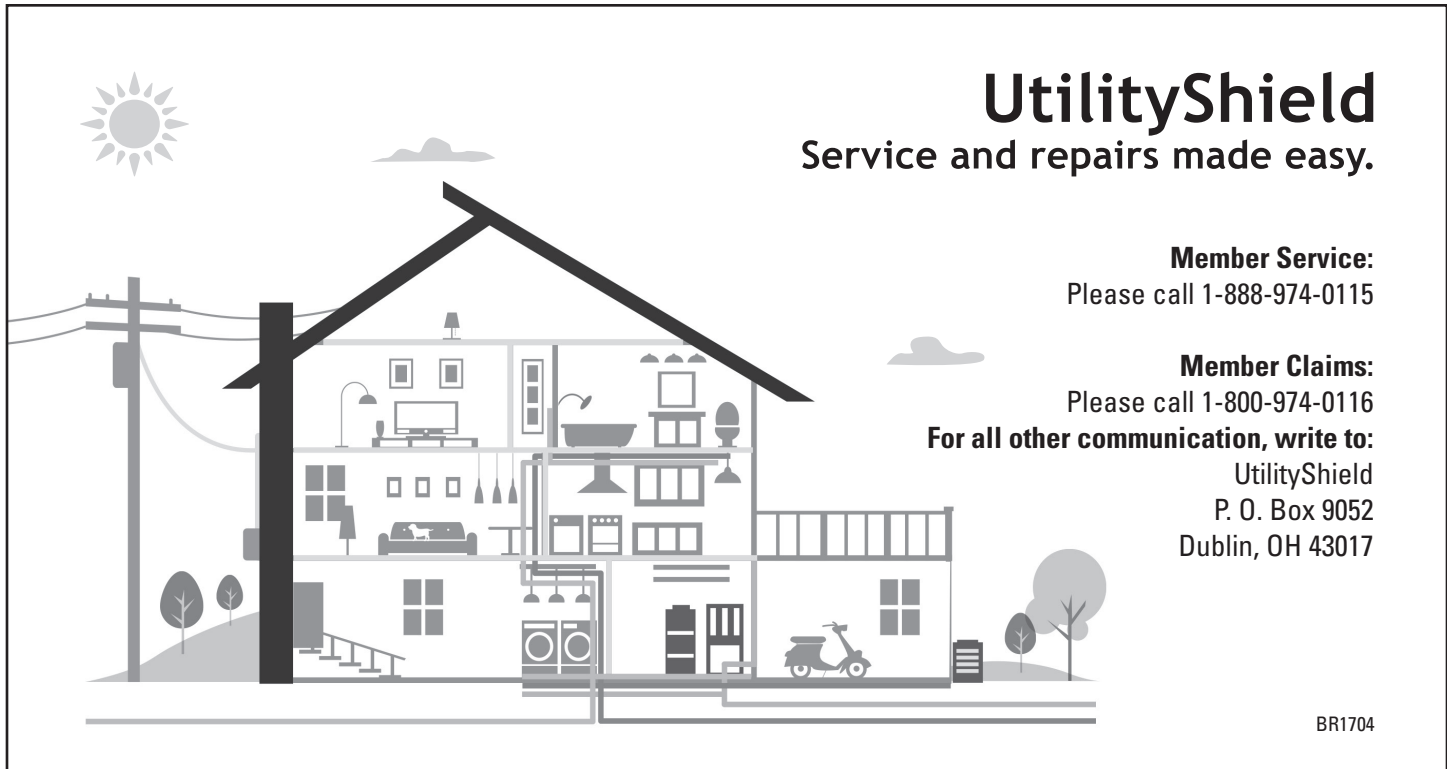 UtilityShield
Service and repairs made easy.
Member Service:
Please call 1-888-974-0115
Member Claims:
Please call 1-800-974-0116
For all other communication, write to:
UtilityShield
P. O. Box 9052
Dublin, OH 43017
BR1704